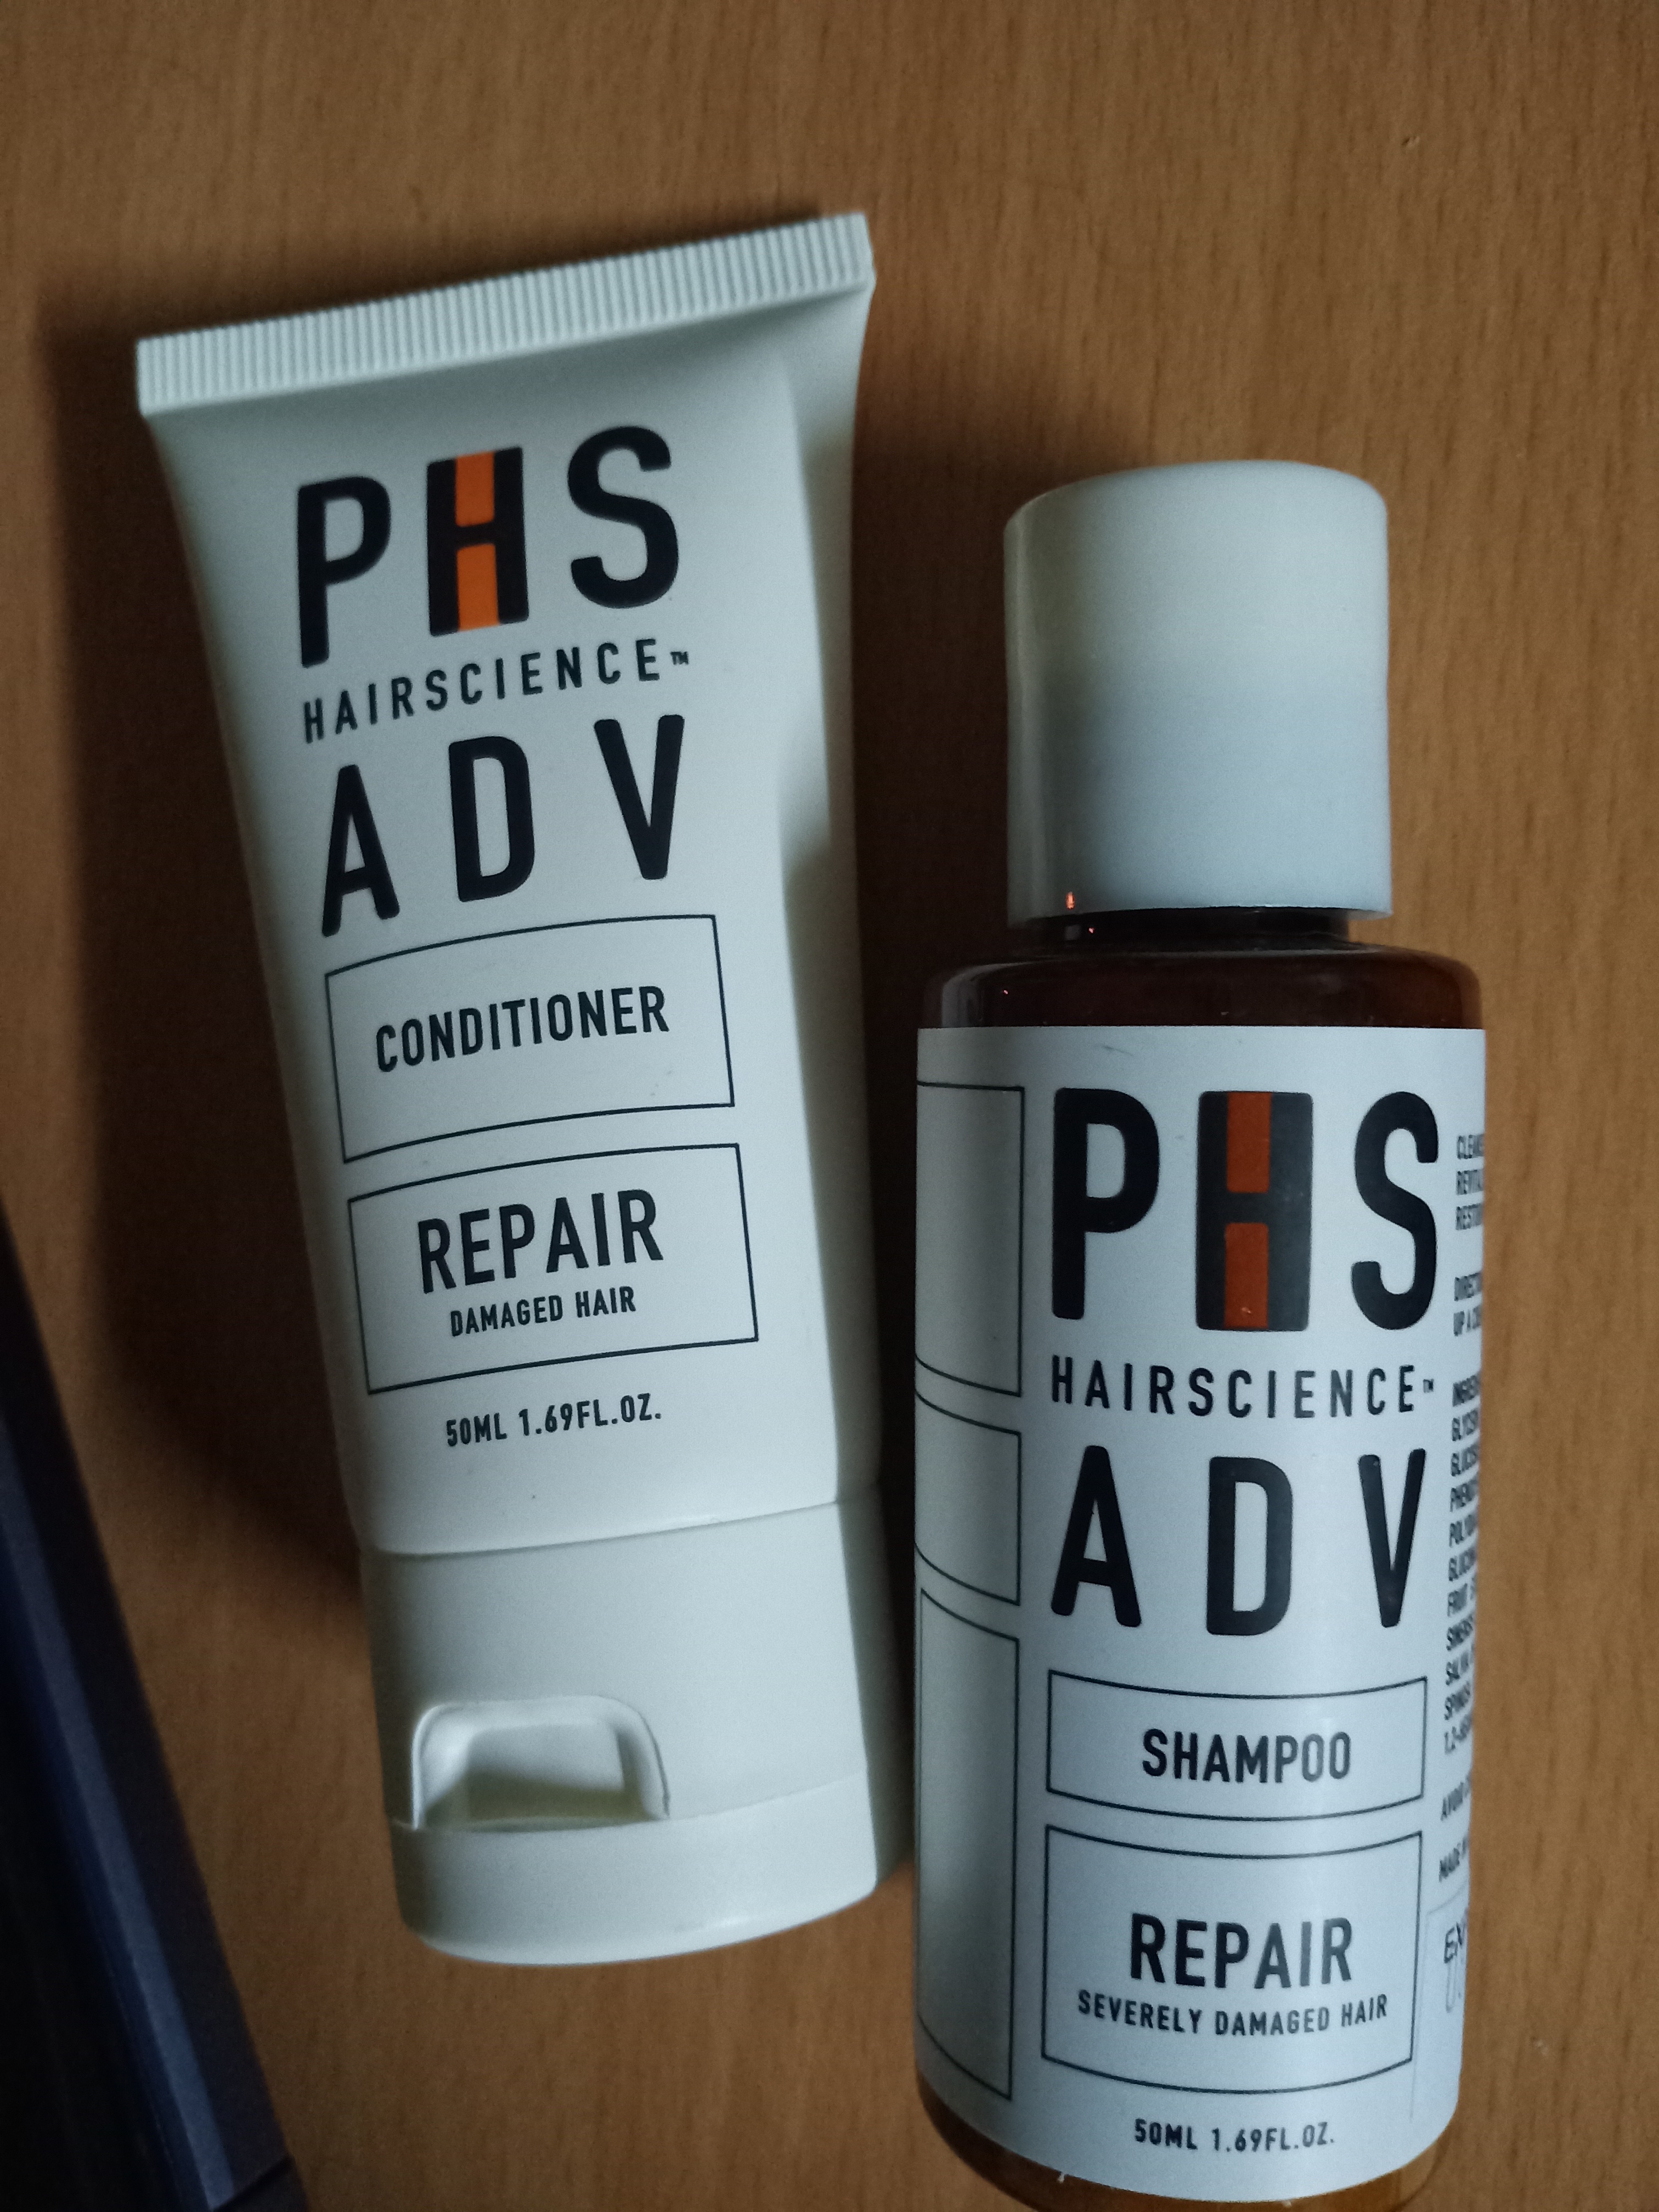 PHS
HAIRSCIENCE™
ADV
CONDITIONER
REPAIR
DAMAGED HAIR
50ML 1.69FL.OZ.
PHS
HAIRSCIENCE™
ADV
SHAMPOO
REPAIR
SEVERELY DAMAGED HAIR
50ML 1.69FL.OZ.